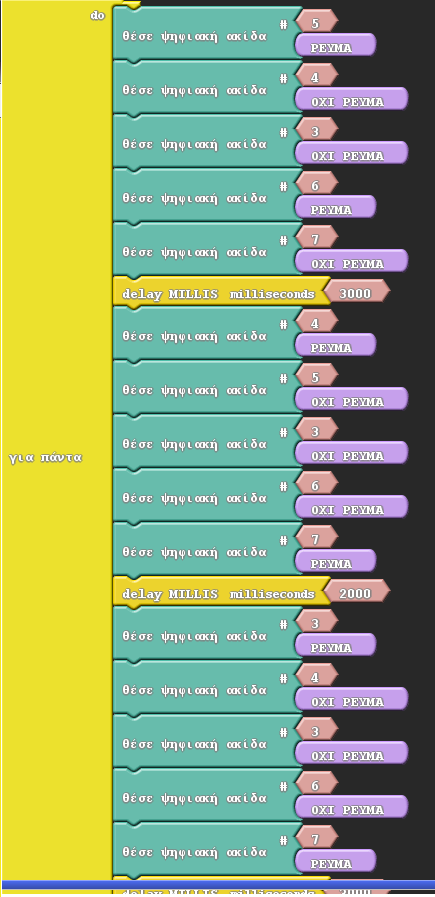 do
θέσε ψηφιακή ακίδα # 5
ΡΕΥΜΑ
θέσε ψηφιακή ακίδα # 4
ΟΧΙ ΡΕΥΜΑ
θέσε ψηφιακή ακίδα # 3
ΟΧΙ ΡΕΥΜΑ
θέσε ψηφιακή ακίδα # 6
ΡΕΥΜΑ
θέσε ψηφιακή ακίδα # 7
ΟΧΙ ΡΕΥΜΑ
delay MILLIS milliseconds 3000
θέσε ψηφιακή ακίδα # 4
ΡΕΥΜΑ
θέσε ψηφιακή ακίδα # 5
ΟΧΙ ΡΕΥΜΑ
θέσε ψηφιακή ακίδα # 3
ΟΧΙ ΡΕΥΜΑ
για πάντα
θέσε ψηφιακή ακίδα # 6
ΟΧΙ ΡΕΥΜΑ
θέσε ψηφιακή ακίδα # 7
ΡΕΥΜΑ
delay MILLIS milliseconds 2000
θέσε ψηφιακή ακίδα # 3
ΡΕΥΜΑ
θέσε ψηφιακή ακίδα # 4
ΟΧΙ ΡΕΥΜΑ
θέσε ψηφιακή ακίδα # 3
ΟΧΙ ΡΕΥΜΑ
θέσε ψηφιακή ακίδα # 6
ΟΧΙ ΡΕΥΜΑ
θέσε ψηφιακή ακίδα # 7
ΡΕΥΜΑ
delay MILLIS milliseconds